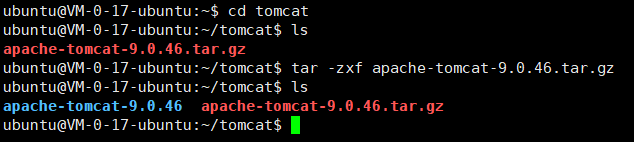 ubuntu@VM-0-17-ubuntu:~$ cd tomcat
ubuntu@VM-0-17-ubuntu:~/tomcat$ ls
apache-tomcat-9.0.46.tar.gz
ubuntu@VM-0-17-ubuntu:~/tomcat$ tar -zxf apache-tomcat-9.0.46.tar.gz
ubuntu@VM-0-17-ubuntu:~/tomcat$ ls
apache-tomcat-9.0.46  apache-tomcat-9.0.46.tar.gz
ubuntu@VM-0-17-ubuntu:~/tomcat$